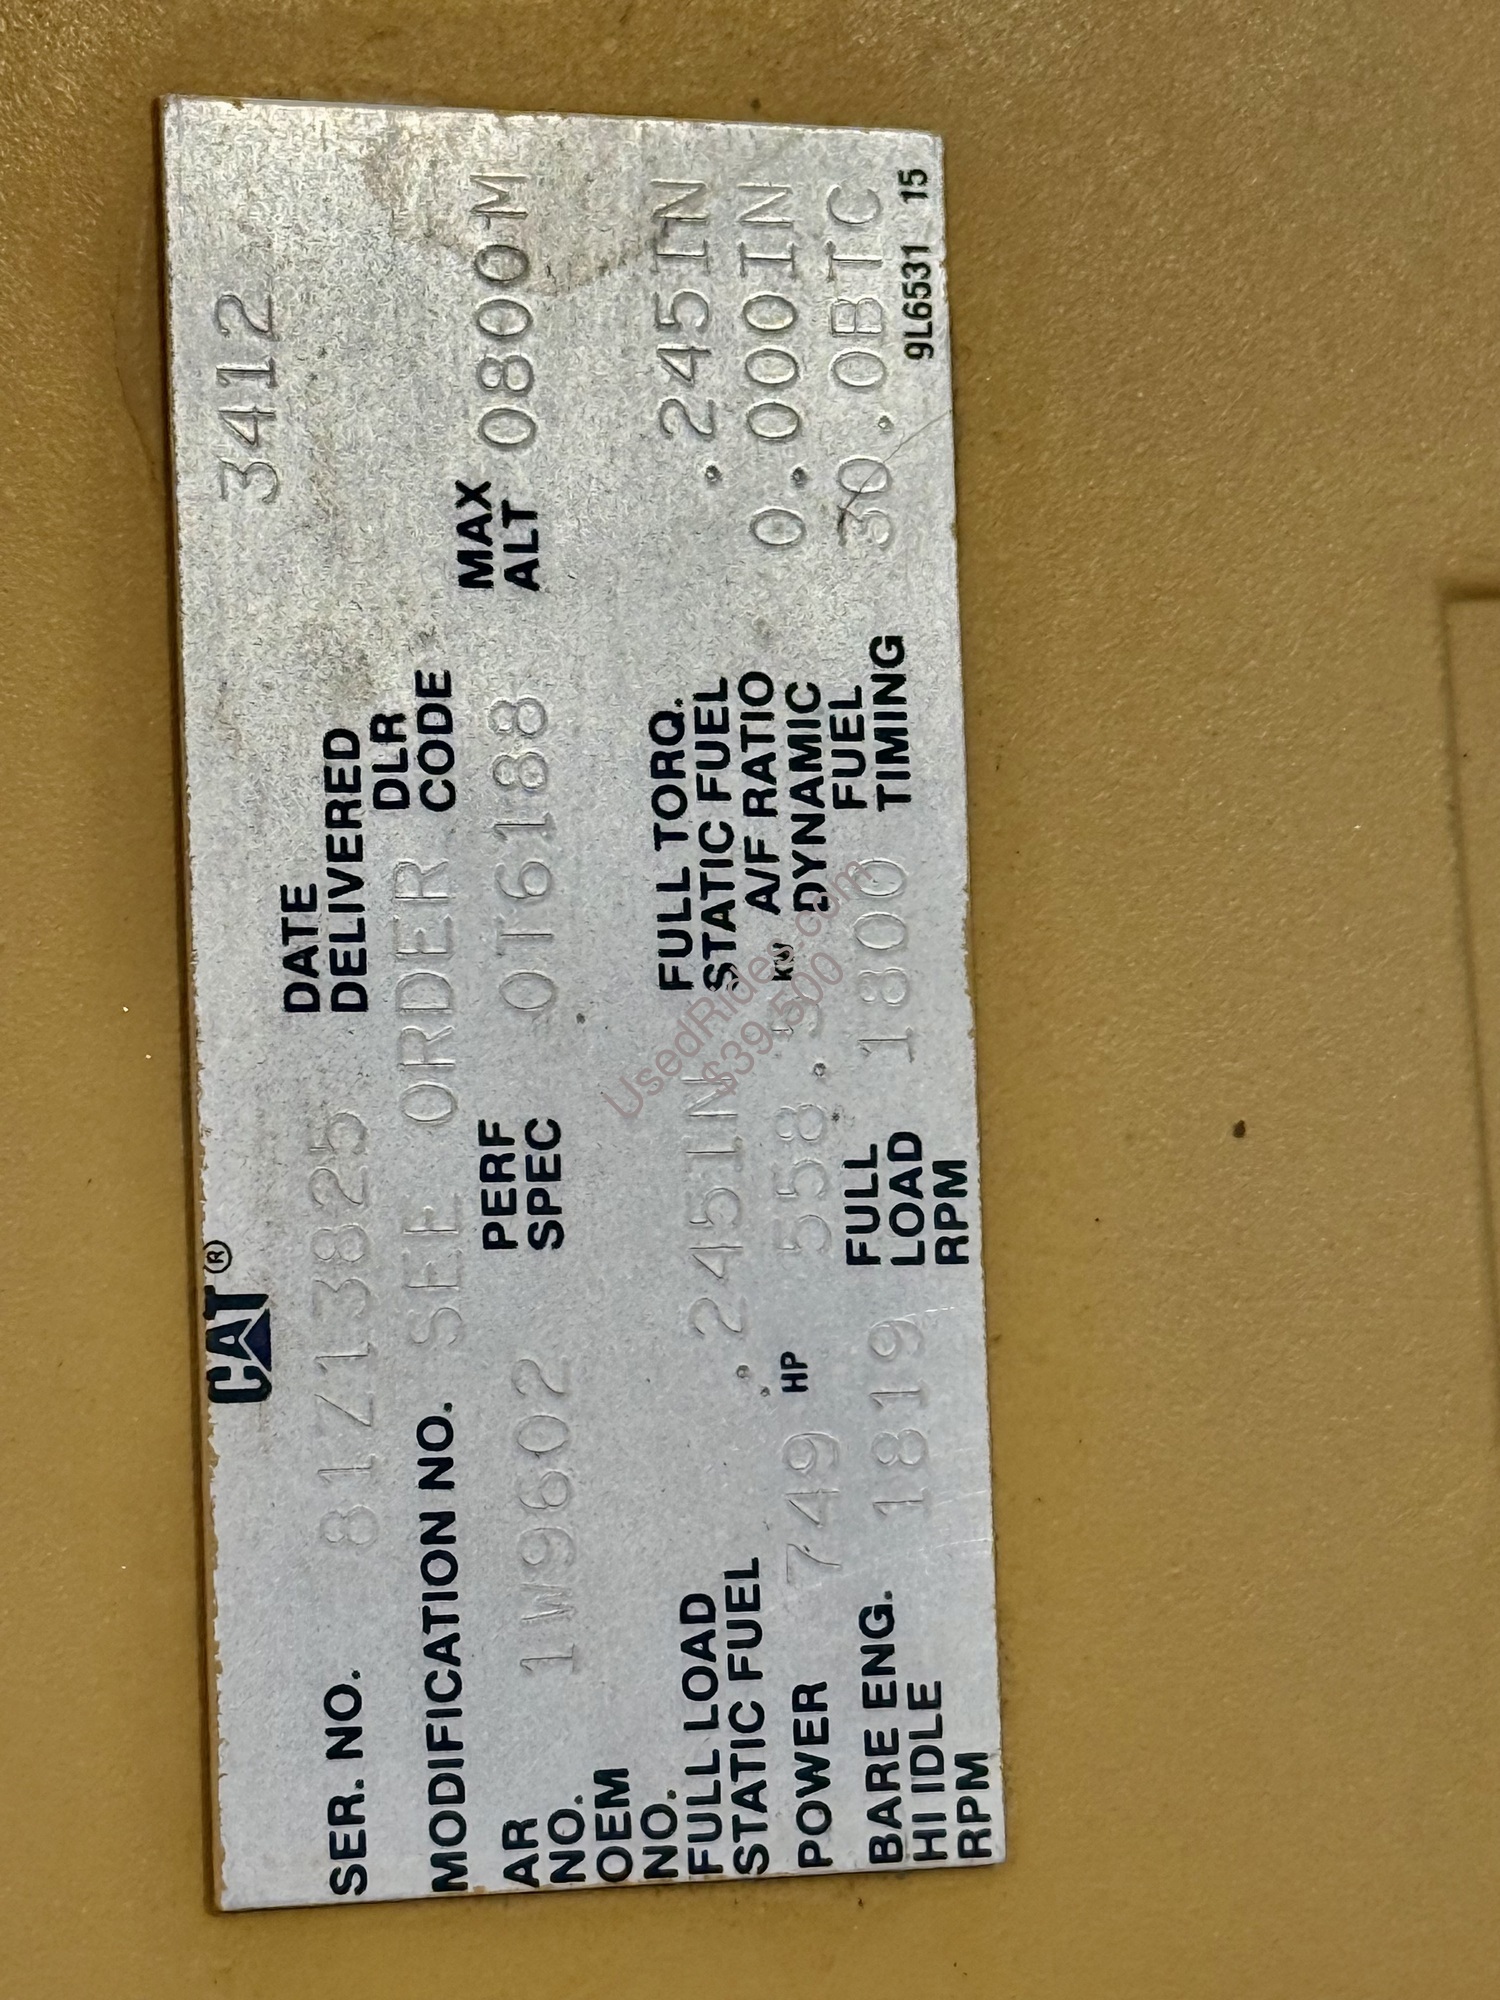 CAT® 3412
SER. NO. 81Z13825 DATE DELIVERED
MODIFICATION NO. SEE ORDER DLR CODE
AR NO. 1W9602 PERF SPEC 0T6188 MAX ALT 0800M
OEM NO.
FULL LOAD STATIC FUEL .245IN FULL TORQ. STATIC FUEL .245IN
POWER 749 HP 558.5 KW A/F RATIO DYNAMIC 0.000IN
BARE ENG. HI IDLE RPM 1819 FULL LOAD RPM 1800 FUEL TIMING 30.0BTC
9L6531 15
UsedRides.com
$39,500